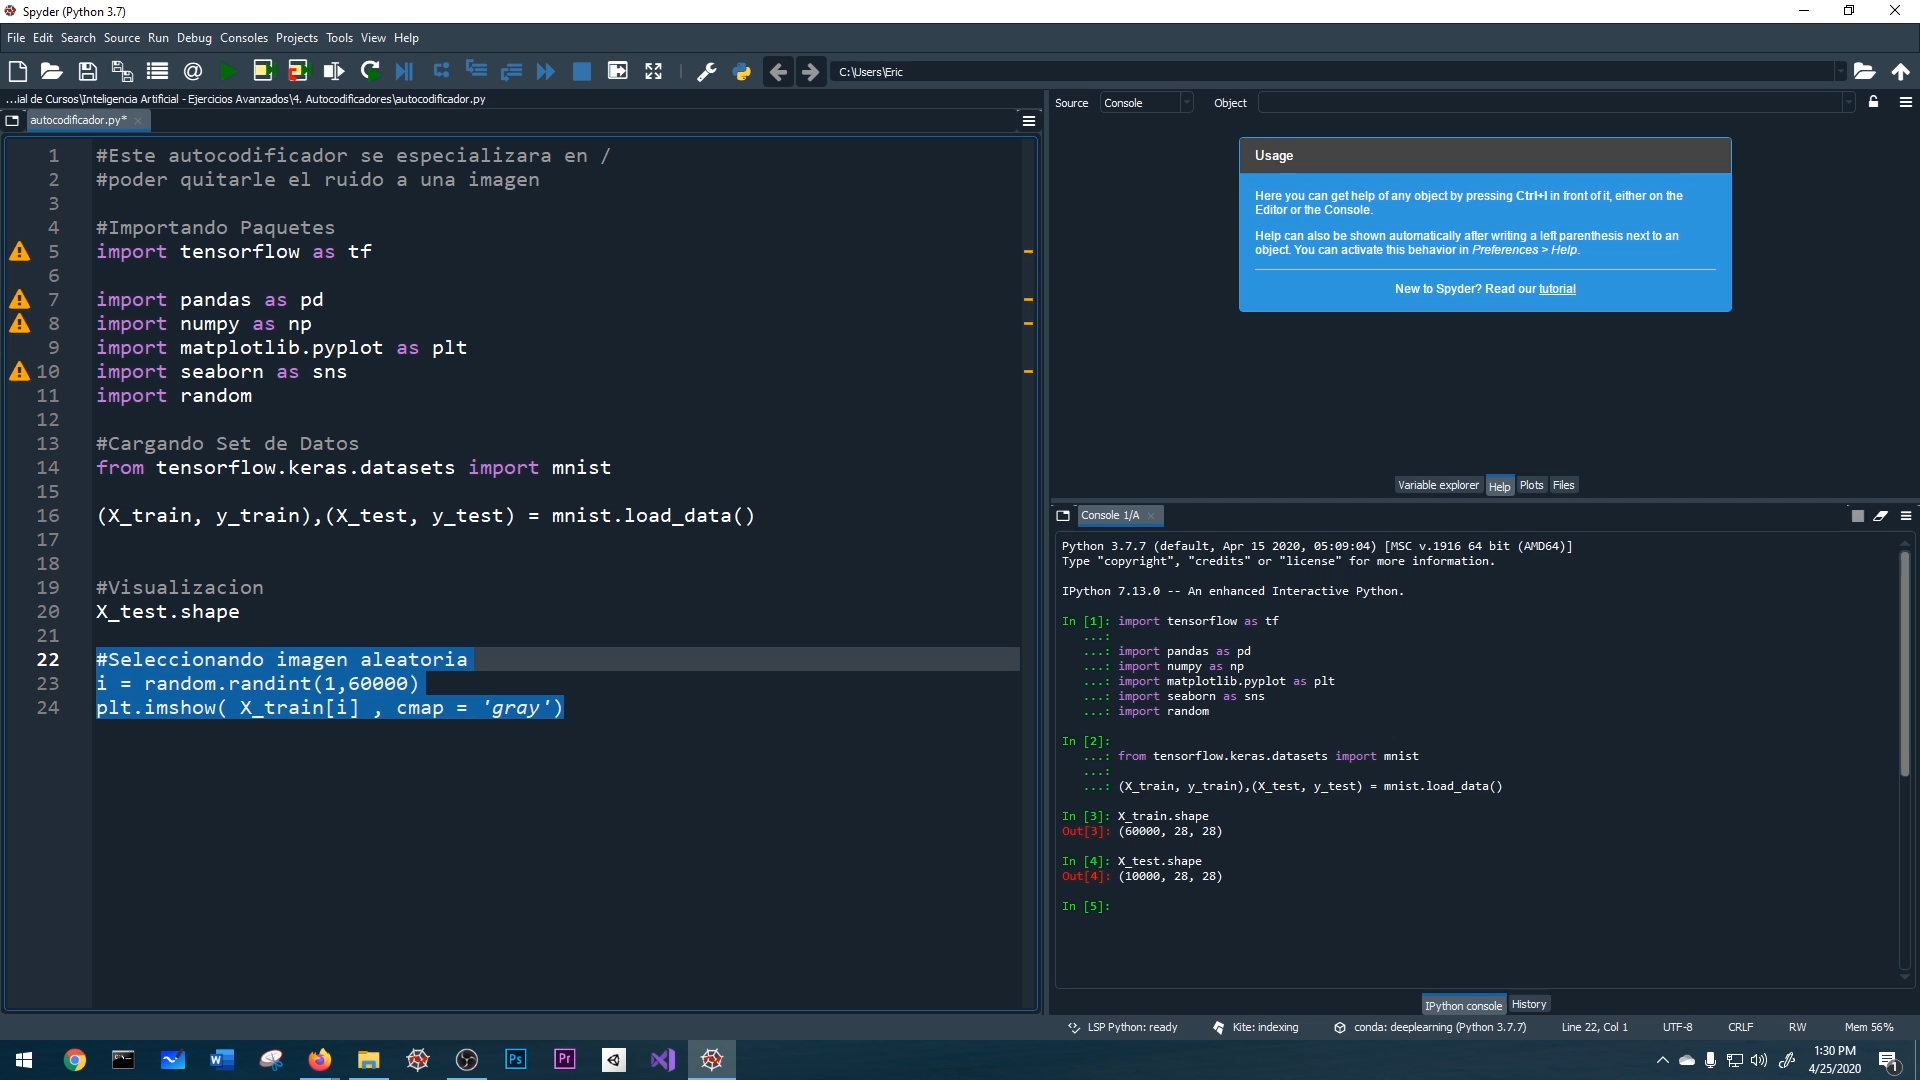 Spyder (Python 3.7)
File Edit Search Source Run Debug Consoles Projects Tools View Help
C:\Users\Eric
...ial de Cursos\Inteligencia Artificial - Ejercicios Avanzados\4. Autocodificadores\autocodificador.py
autocodificador.py*
1 #Este autocodificador se especializara en /
2 #poder quitarle el ruido a una imagen
3
4 #Importando Paquetes
5 import tensorflow as tf
6
7 import pandas as pd
8 import numpy as np
9 import matplotlib.pyplot as plt
10 import seaborn as sns
11 import random
12
13 #Cargando Set de Datos
14 from tensorflow.keras.datasets import mnist
15
16 (X_train, y_train),(X_test, y_test) = mnist.load_data()
17
18
19 #Visualizacion
20 X_test.shape
21
22 #Seleccionando imagen aleatoria
23 i = random.randint(1,60000)
24 plt.imshow( X_train[i] , cmap = 'gray')
Source Console Object
Usage
Here you can get help of any object by pressing Ctrl+I in front of it, either on the
Editor or the Console.
Help can also be shown automatically after writing a left parenthesis next to an
object. You can activate this behavior in Preferences > Help.
New to Spyder? Read our tutorial
Variable explorer Help Plots Files
Console 1/A
Python 3.7.7 (default, Apr 15 2020, 05:09:04) [MSC v.1916 64 bit (AMD64)]
Type "copyright", "credits" or "license" for more information.
IPython 7.13.0 -- An enhanced Interactive Python.
In [1]: import tensorflow as tf
...:
...: import pandas as pd
...: import numpy as np
...: import matplotlib.pyplot as plt
...: import seaborn as sns
...: import random
In [2]:
...: from tensorflow.keras.datasets import mnist
...:
...: (X_train, y_train),(X_test, y_test) = mnist.load_data()
In [3]: X_train.shape
Out[3]: (60000, 28, 28)
In [4]: X_test.shape
Out[4]: (10000, 28, 28)
In [5]:
IPython console History
LSP Python: ready Kite: indexing conda: deeplearning (Python 3.7.7) Line 22, Col 1 UTF-8 CRLF RW Mem 56%
Ps Pr
1:30 PM
4/25/2020
1